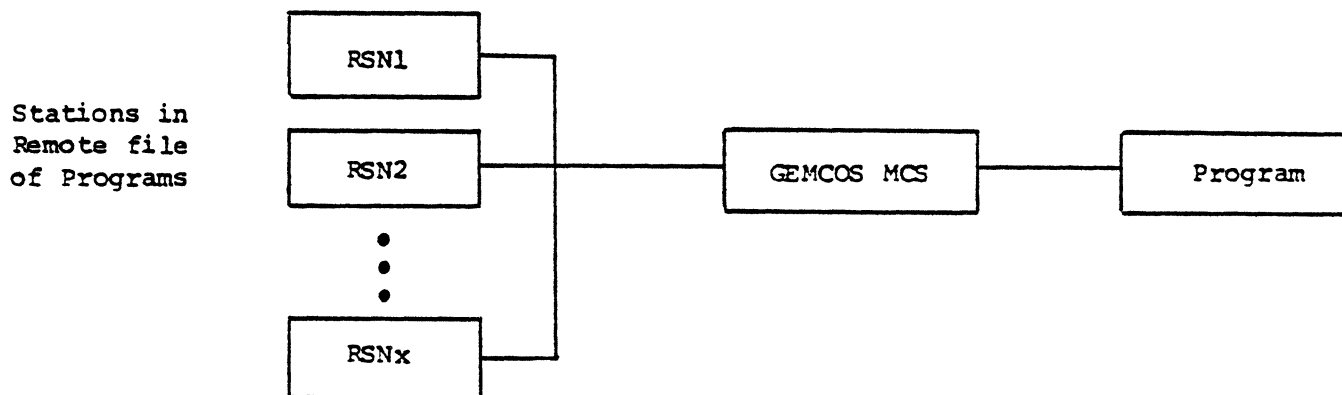 RSN1
Stations in
Remote file
of Programs
RSN2
GEMCOS MCS
Program
RSNx